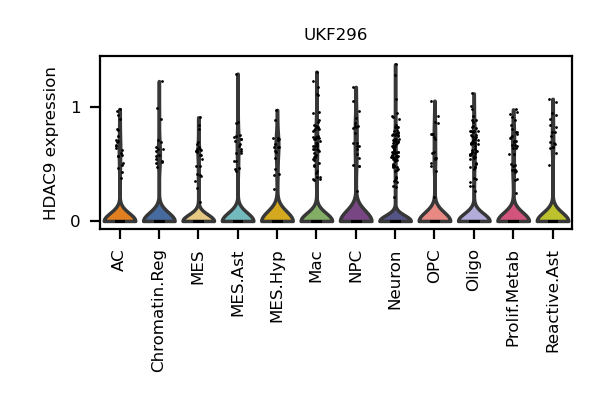 UKF296
HDAC9 expression
1
0
AC
Chromatin.Reg
MES
MES.Ast
MES.Hyp
Mac
NPC
Neuron
OPC
Oligo
Prolif.Metab
Reactive.Ast